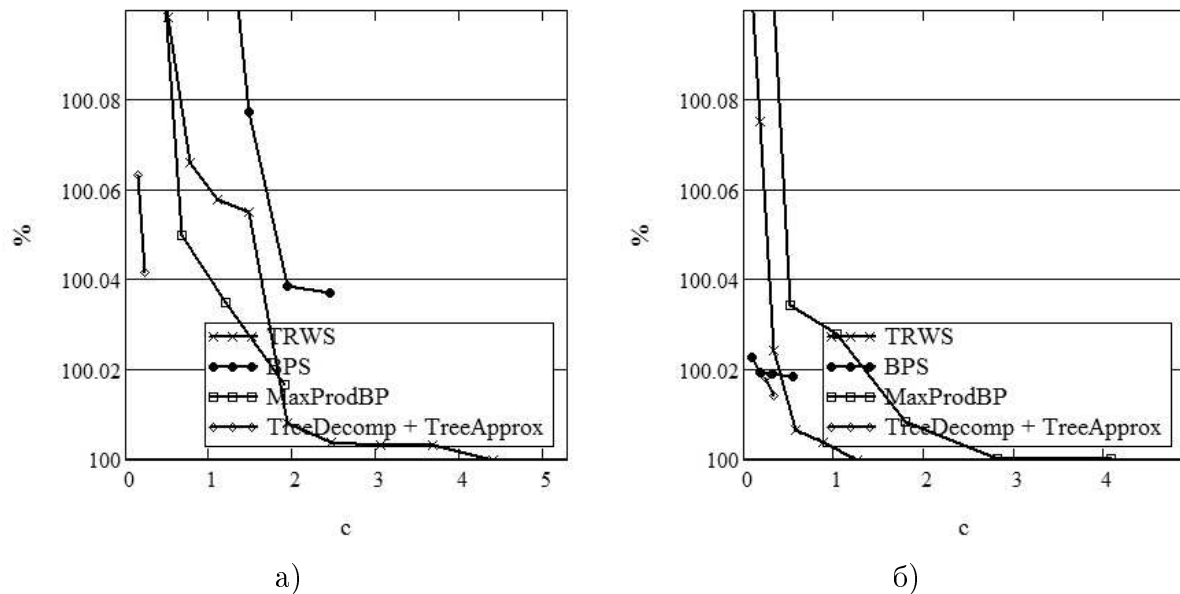 100.08
100.06
100.04
100.02
100
%
0 1 2 3 4 5
c
TRWS
BPS
MaxProdBP
TreeDecomp + TreeApprox
а)
100.08
100.06
100.04
100.02
100
%
0 1 2 3 4
c
TRWS
BPS
MaxProdBP
TreeDecomp + TreeApprox
б)